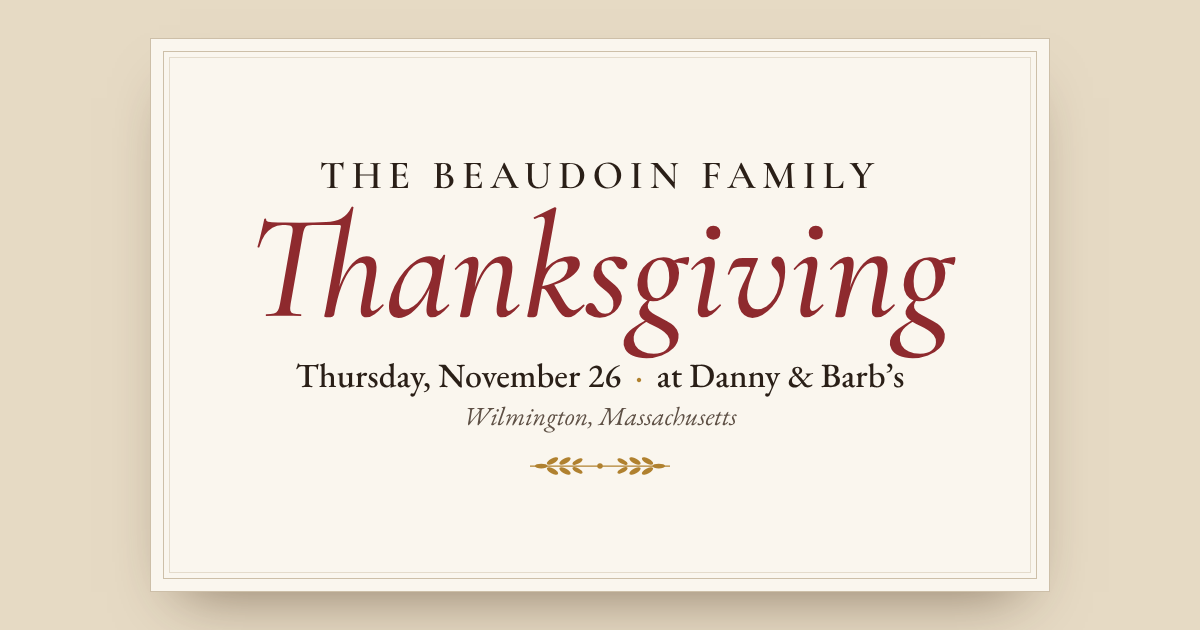 THE BEAUDOIN FAMILY
Thanksgiving
Thursday, November 26 · at Danny & Barb’s
Wilmington, Massachusetts